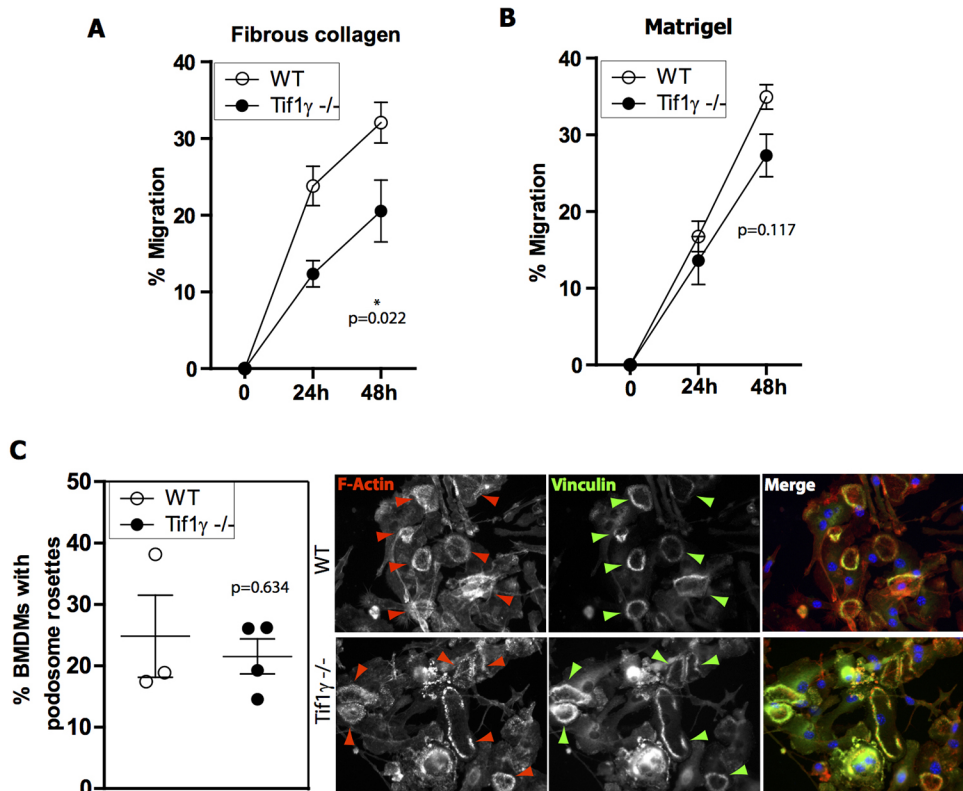 A
Fibrous collagen
WT
Tif1γ -/-
% Migration
40
30
20
10
0
0 24h 48h
*
p=0.022
B
Matrigel
WT
Tif1γ -/-
% Migration
40
30
20
10
0
0 24h 48h
p=0.117
C
% BMDMs with
podosome rosettes
50
40
30
20
10
0
WT
Tif1γ -/-
p=0.634
F-Actin Vinculin Merge
WT
Tif1γ -/-